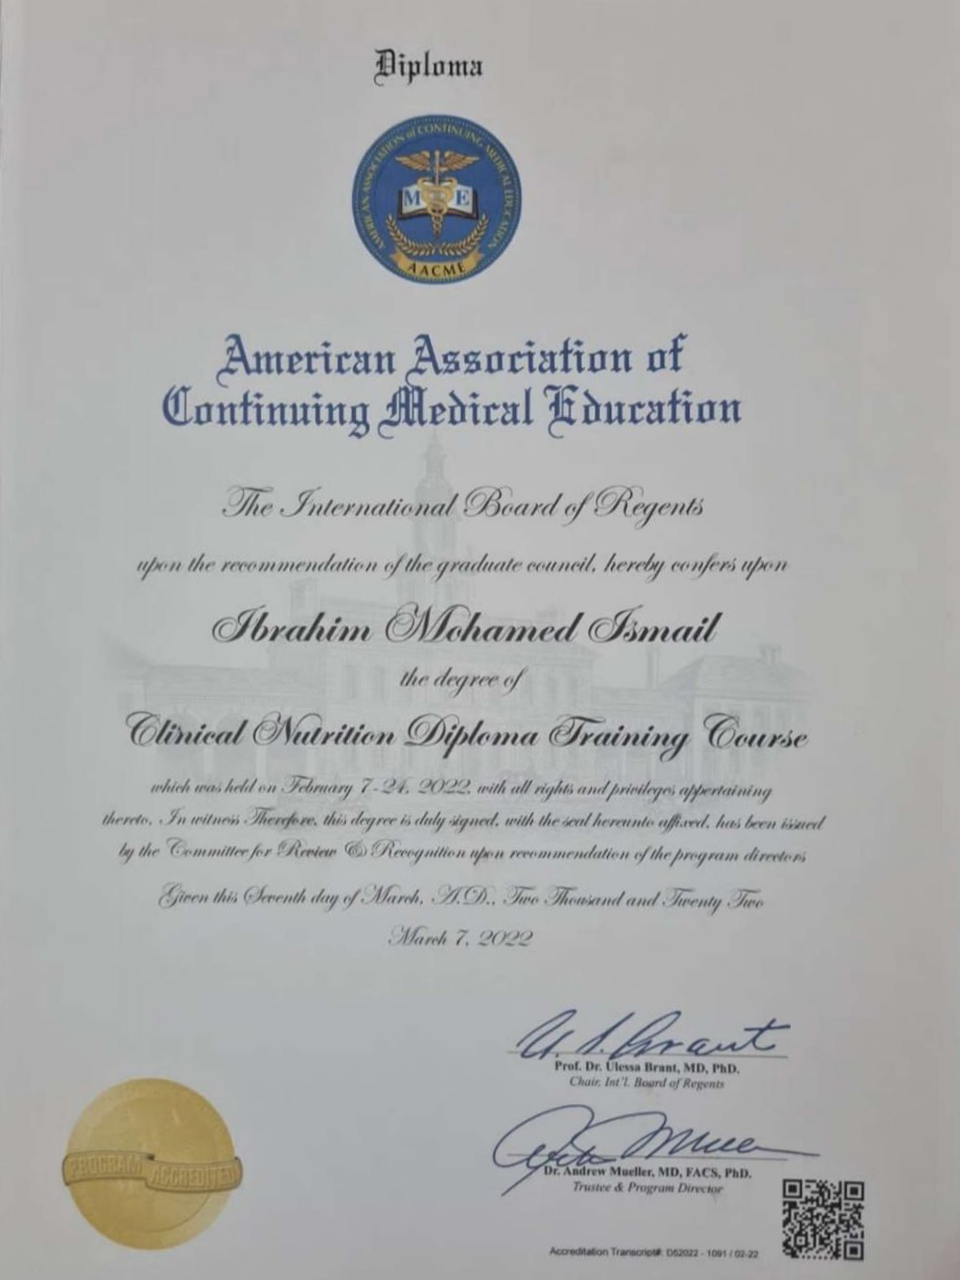 Diploma
AMERICAN ASSOCIATION of CONTINUING MEDICAL EDUCATION
M E
AACME
American Association of
Continuing Medical Education
The International Board of Regents
upon the recommendation of the graduate council, hereby confers upon
Ibrahim Mohamed Ismail
the degree of
Clinical Nutrition Diploma Training Course
which was held on February 7-24, 2022, with all rights and privileges appertaining
thereto. In witness Therefore, this degree is duly signed, with the seal hereunto affixed, has been issued
by the Committee for Review & Recognition upon recommendation of the program directors
Given this Seventh day of March, A.D., Two Thousand and Twenty Two
March 7, 2022
Prof. Dr. Ulessa Brant, MD, PhD.
Chair, Int'l. Board of Regents
Dr. Andrew Mueller, MD, FACS, PhD.
Trustee & Program Director
PROGRAM ACCREDITED
Accreditation Transcript#: D52022 - 1091 / 02-22